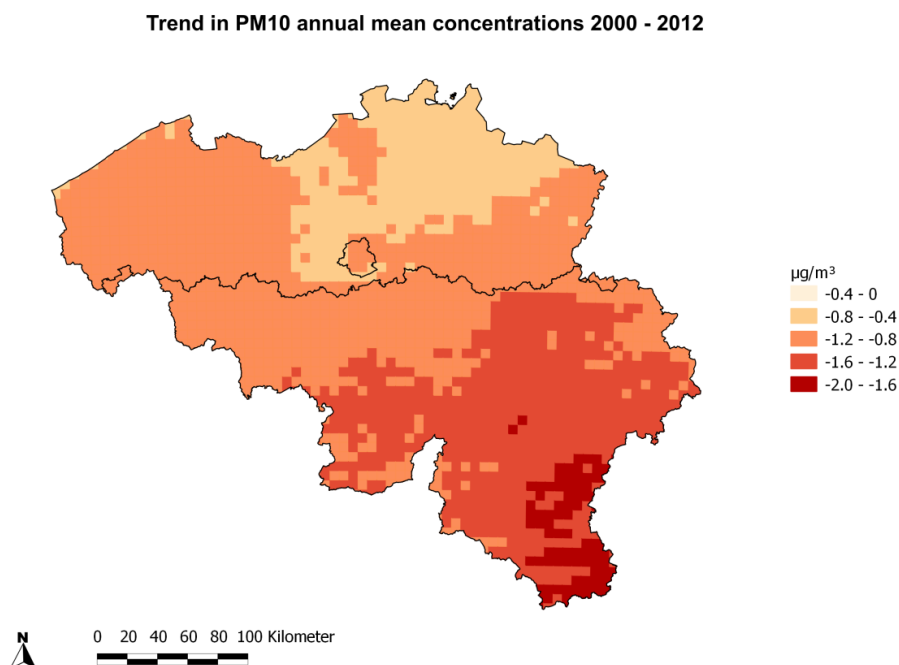 Trend in PM10 annual mean concentrations 2000 - 2012
µg/m³
-0.4 - 0
-0.8 - -0.4
-1.2 - -0.8
-1.6 - -1.2
-2.0 - -1.6
N
0 20 40 60 80 100 Kilometer